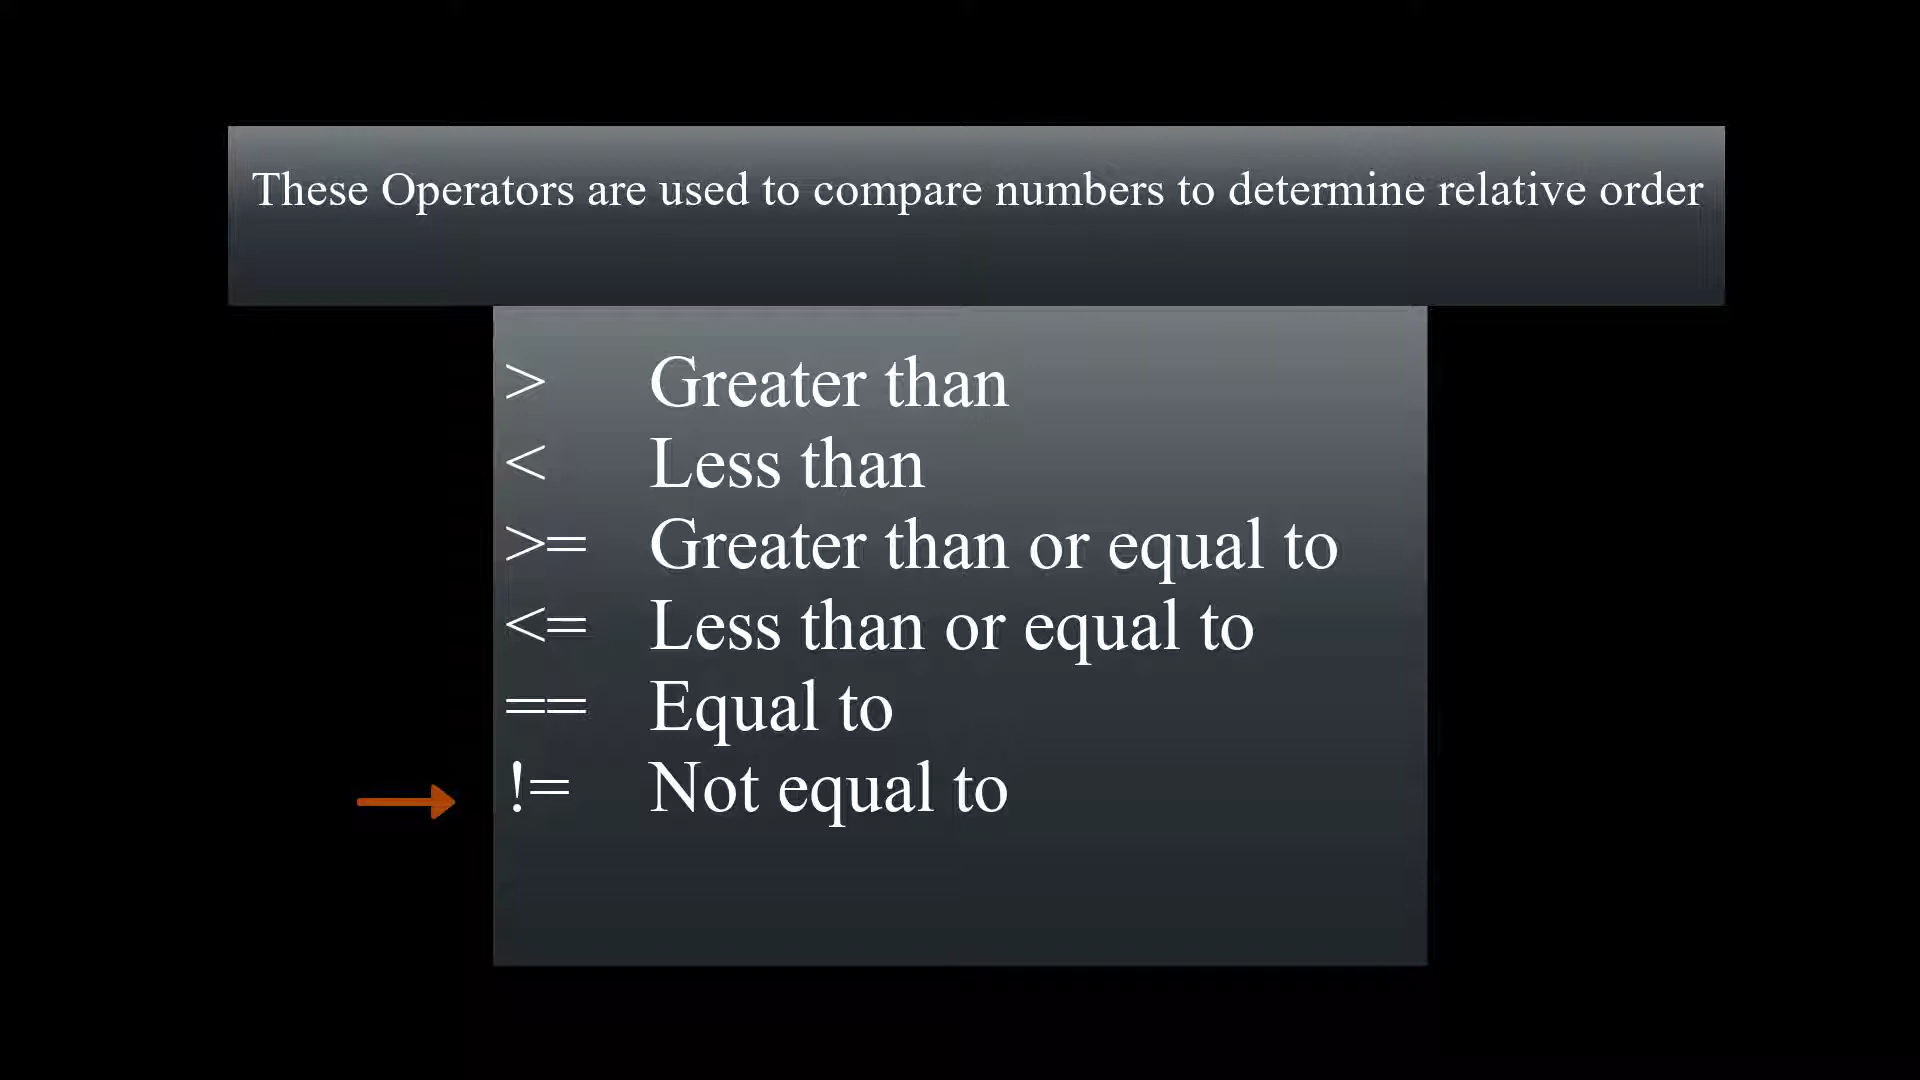 These Operators are used to compare numbers to determine relative order
> Greater than
< Less than
>= Greater than or equal to
<= Less than or equal to
== Equal to
!= Not equal to